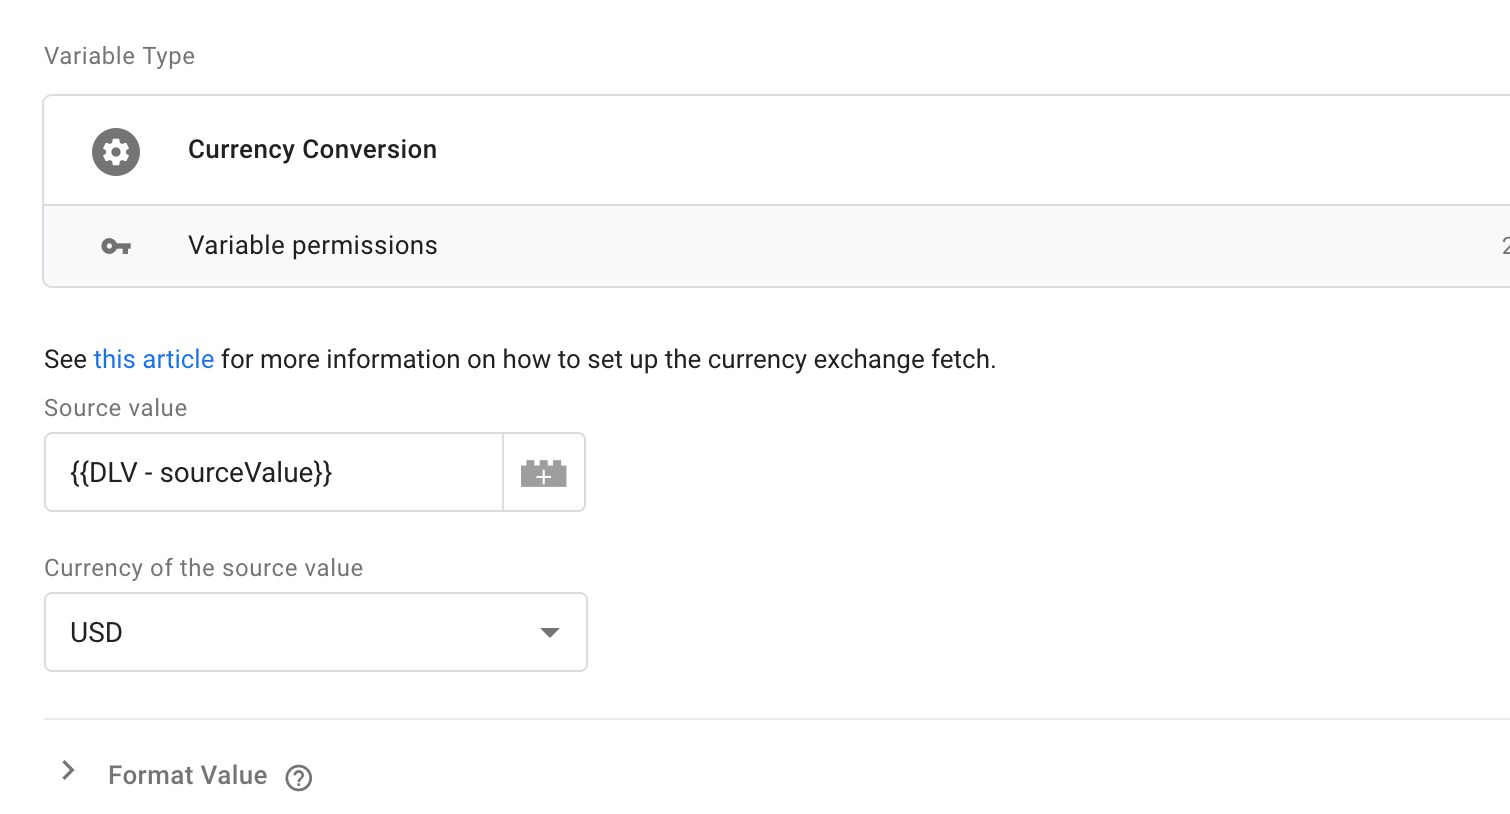 Variable Type
Currency Conversion
Variable permissions
See this article for more information on how to set up the currency exchange fetch.
Source value
{{DLV - sourceValue}}
Currency of the source value
USD
Format Value